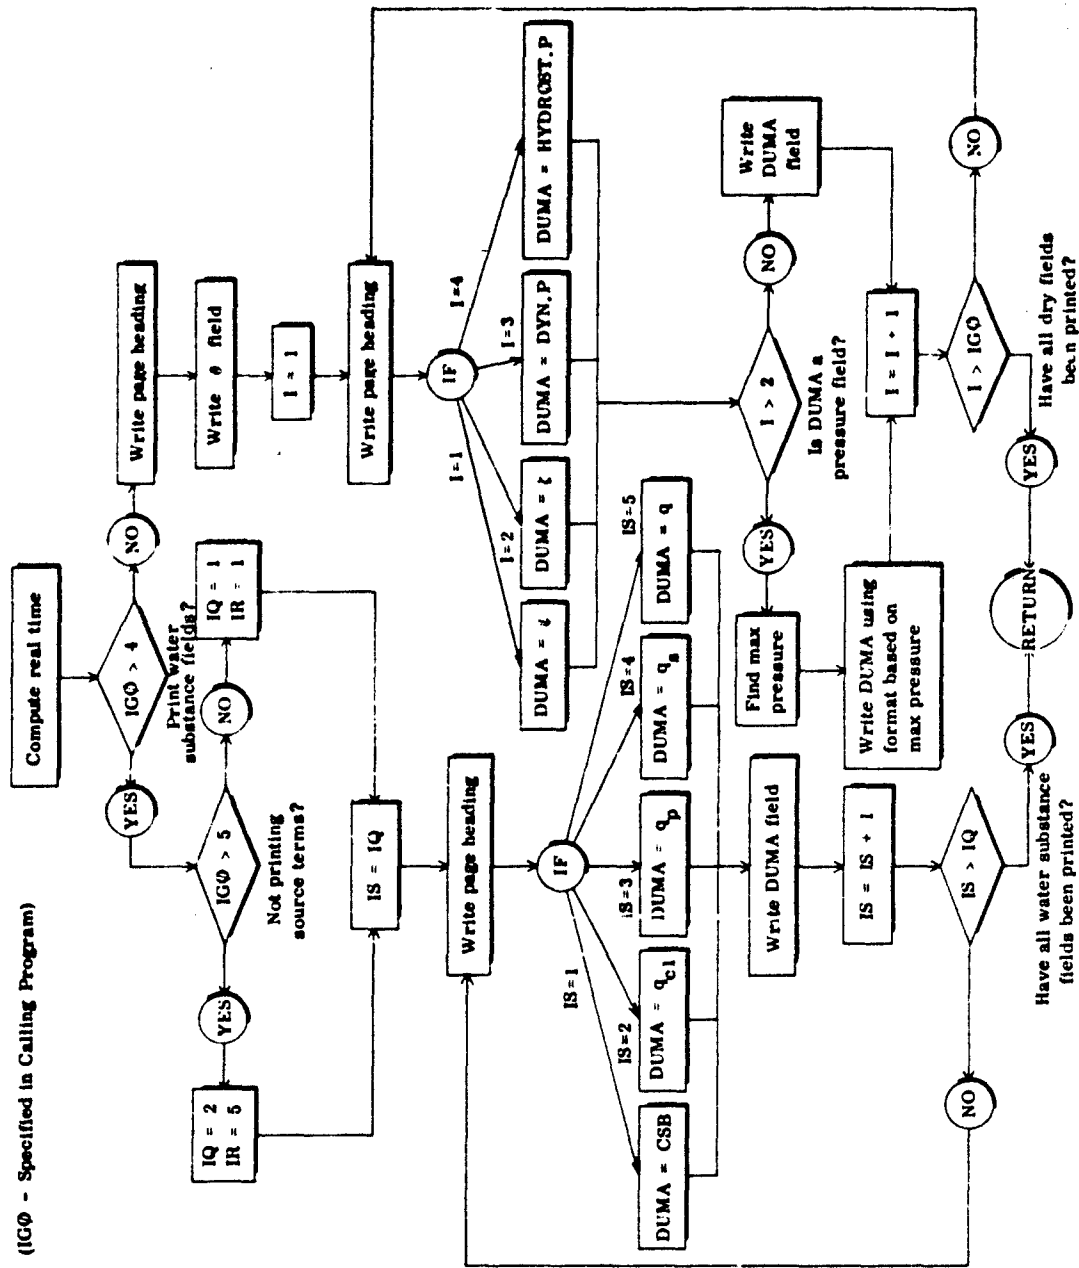 (IGØ - Specified in Calling Program)
Compute real time
IGØ > 4
Print water
substance fields?
YES
NO
IGØ > 5
Not printing
source terms?
YES
NO
IQ = 2
IR = 5
IQ = 1
IR = 1
IS = IQ
Write page heading
IF
IS=1
IS=2
IS=3
IS=4
IS=5
DUMA = CSB
DUMA = qcl
DUMA = qp
DUMA = qs
DUMA = q
Write DUMA field
IS = IS + 1
IS > IQ
Have all water substance
fields been printed?
NO
YES
RETURN
Write page heading
Write θ field
I = 1
Write page heading
IF
I=1
I=2
I=3
I=4
DUMA =
DUMA =
DUMA = DYN.P
DUMA = HYDROST.P
I > 2
Is DUMA a
pressure field?
YES
NO
Find max
pressure
Write DUMA using
format based on
max pressure
Write
DUMA
field
I = I + 1
I > IGØ
Have all dry fields
been printed?
YES
NO